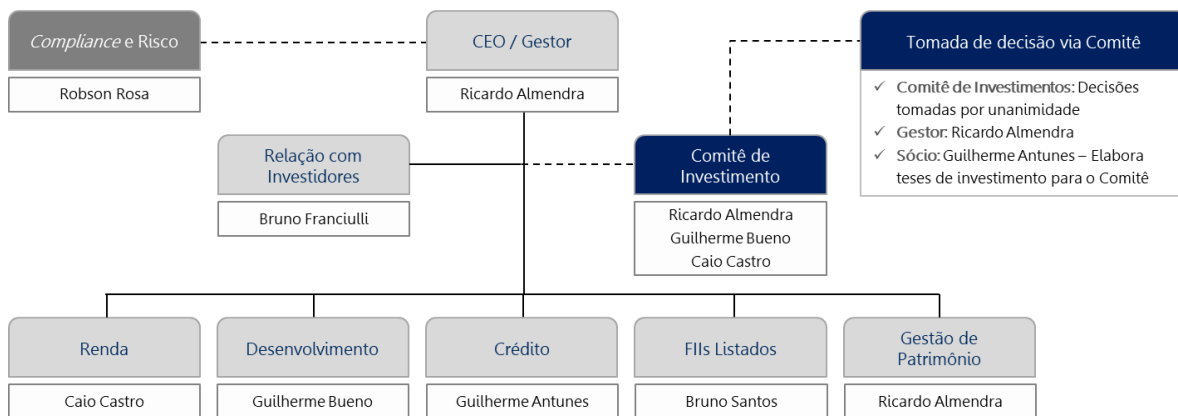 Compliance e Risco
Robson Rosa
CEO / Gestor
Ricardo Almendra
Tomada de decisão via Comitê
✓ Comitê de Investimentos: Decisões
tomadas por unanimidade
✓ Gestor: Ricardo Almendra
✓ Sócio: Guilherme Antunes – Elabora
teses de investimento para o Comitê
Relação com
Investidores
Bruno Franciulli
Comitê de
Investimento
Ricardo Almendra
Guilherme Bueno
Caio Castro
Renda
Caio Castro
Desenvolvimento
Guilherme Bueno
Crédito
Guilherme Antunes
FIIs Listados
Bruno Santos
Gestão de
Patrimônio
Ricardo Almendra